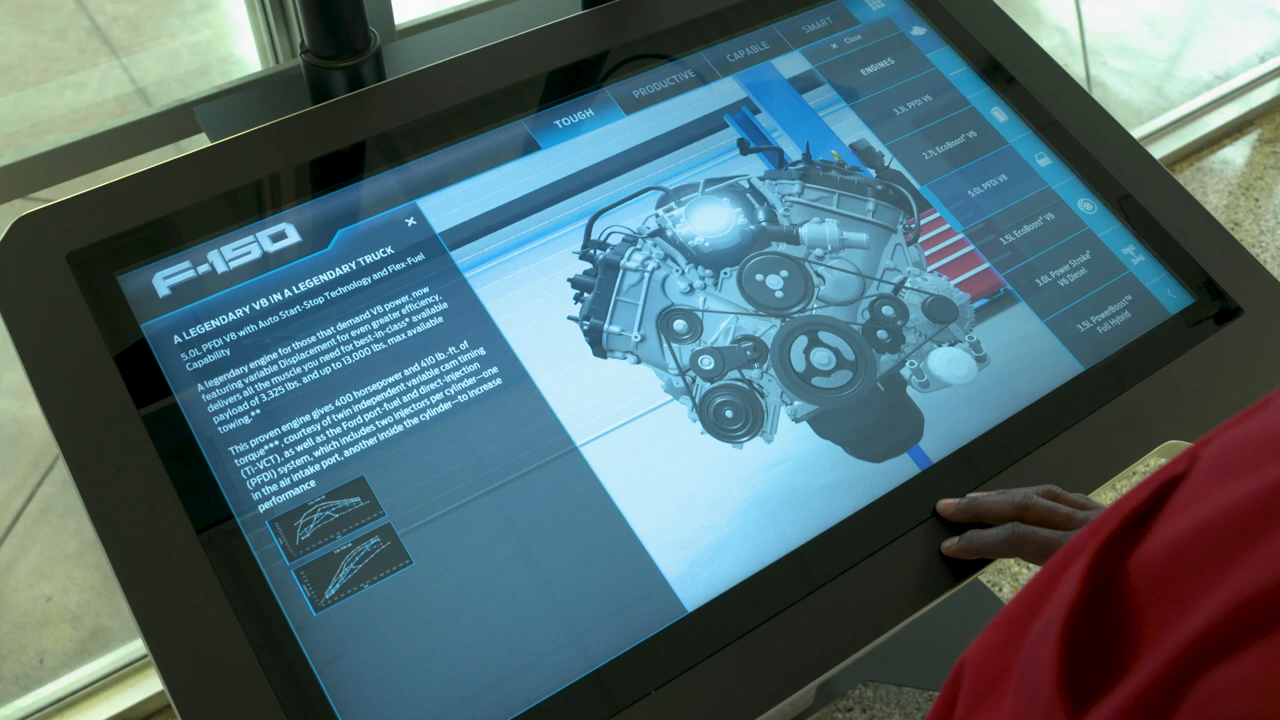 TOUGH
PRODUCTIVE
CAPABLE
SMART
F-150
A LEGENDARY V8 IN A LEGENDARY TRUCK
5.0L PFDI V8 with Auto Start-Stop Technology and Flex-Fuel
Capability
A legendary engine for those that demand V8 power, now
featuring variable displacement for even greater efficiency,
delivers all the muscle you need for best-in-class* available
payload of 3,325 lbs. and up to 13,000 lbs. max available
towing.**
This proven engine gives 400 horsepower and 410 lb.-ft. of
torque***, courtesy of twin independent variable cam timing
(Ti-VCT), as well as the Ford port-fuel and direct-injection
(PFDI) system, which includes two injectors per cylinder—one
in the air intake port, another inside the cylinder—to increase
performance
Close
ENGINES
3.3L PFDI V6
2.7L EcoBoost® V6
5.0L PFDI V8
3.5L EcoBoost® V6
3.0L Power Stroke®
V6 Diesel
3.5L PowerBoost™
Full Hybrid